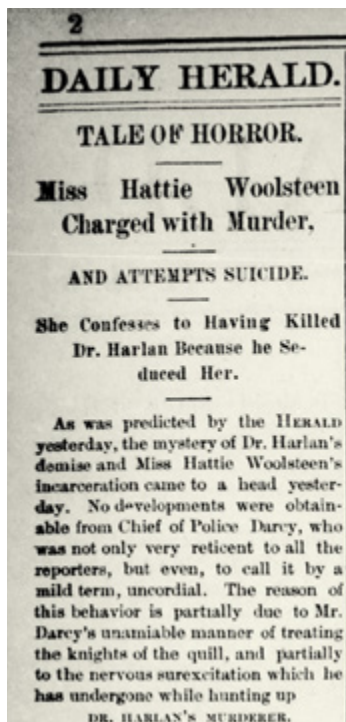 2
DAILY HERALD.
TALE OF HORROR.
Miss Hattie Woolsteen
Charged with Murder,
AND ATTEMPTS SUICIDE.
She Confesses to Having Killed
Dr. Harlan Because he Se-
duced Her.
As was predicted by the HERALD
yesterday, the mystery of Dr. Harlan's
demise and Miss Hattie Woolsteen's
incarceration came to a head yester-
day. No developments were obtain-
able from Chief of Police Darcy, who
was not only very reticent to all the
reporters, but even, to call it by a
mild term, uncordial. The reason of
this behavior is partially due to Mr.
Darcy's unamiable manner of treating
the knights of the quill, and partially
to the nervous surexcitation which he
has undergone while hunting up
DR. HARLAN'S MURDERER.